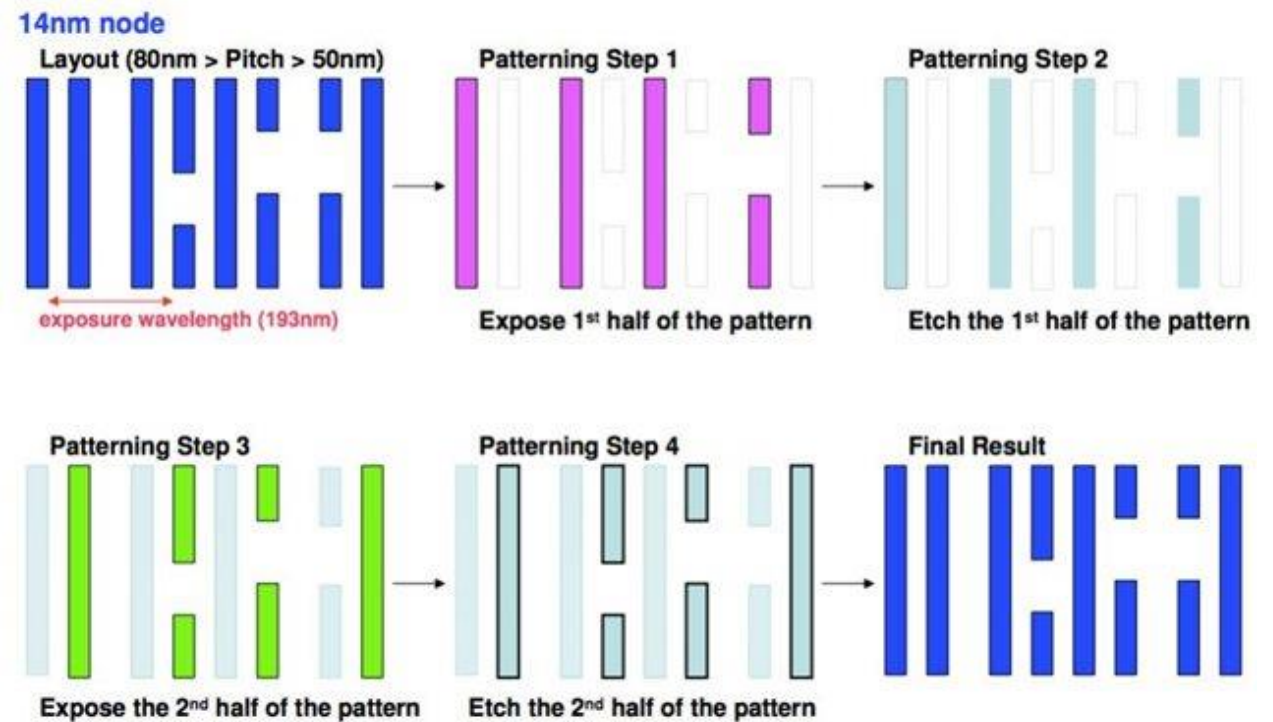 14nm node
Layout (80nm > Pitch > 50nm)
Patterning Step 1
Patterning Step 2
exposure wavelength (193nm)
Expose 1st half of the pattern
Etch the 1st half of the pattern
Patterning Step 3
Patterning Step 4
Final Result
Expose the 2nd half of the pattern
Etch the 2nd half of the pattern